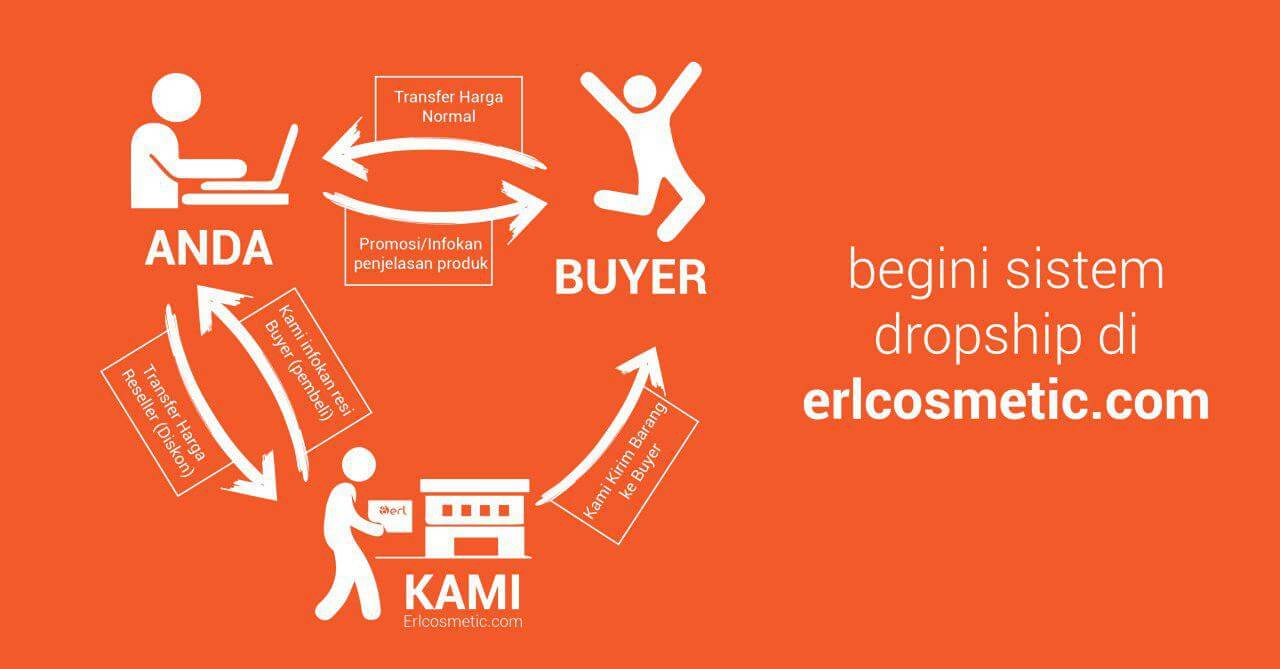 Transfer Harga
Normal
ANDA
Promosi/Infokan
penjelasan produk
BUYER
Kami infokan resi
Buyer (pembeli)
Transfer Harga
Reseller (Diskon)
Kami Kirim Barang
ke Buyer
erl
KAMI
Erlcosmetic.com
begini sistem
dropship di
erlcosmetic.com